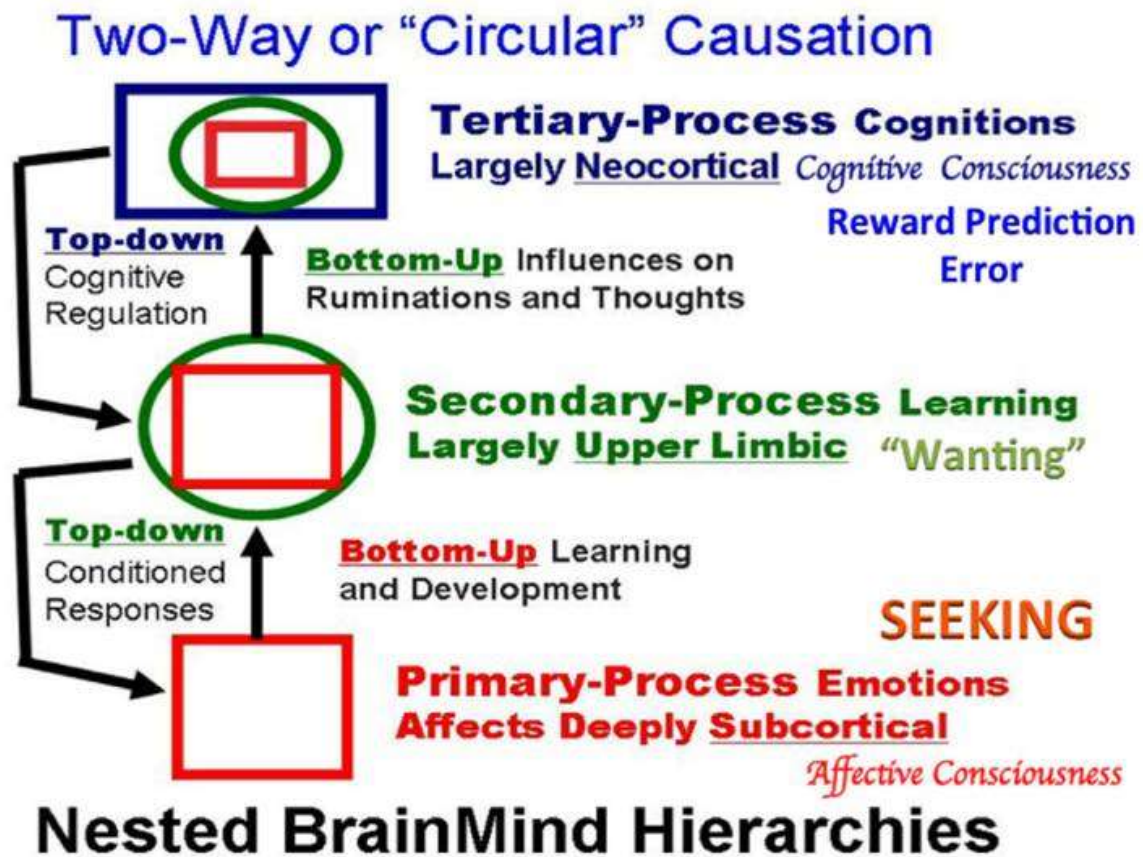 Two-Way or “Circular” Causation
Tertiary-Process Cognitions
Largely Neocortical Cognitive Consciousness
Reward Prediction
Error
Top-down
Cognitive
Regulation
Bottom-Up Influences on
Ruminations and Thoughts
Secondary-Process Learning
Largely Upper Limbic “Wanting”
Top-down
Conditioned
Responses
Bottom-Up Learning
and Development
SEEKING
Primary-Process Emotions
Affects Deeply Subcortical
Affective Consciousness
Nested BrainMind Hierarchies